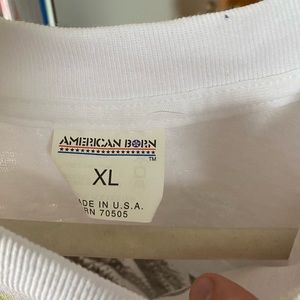 AMERICAN BORN
TM
XL
ADE IN U.S.A.
RN 70505